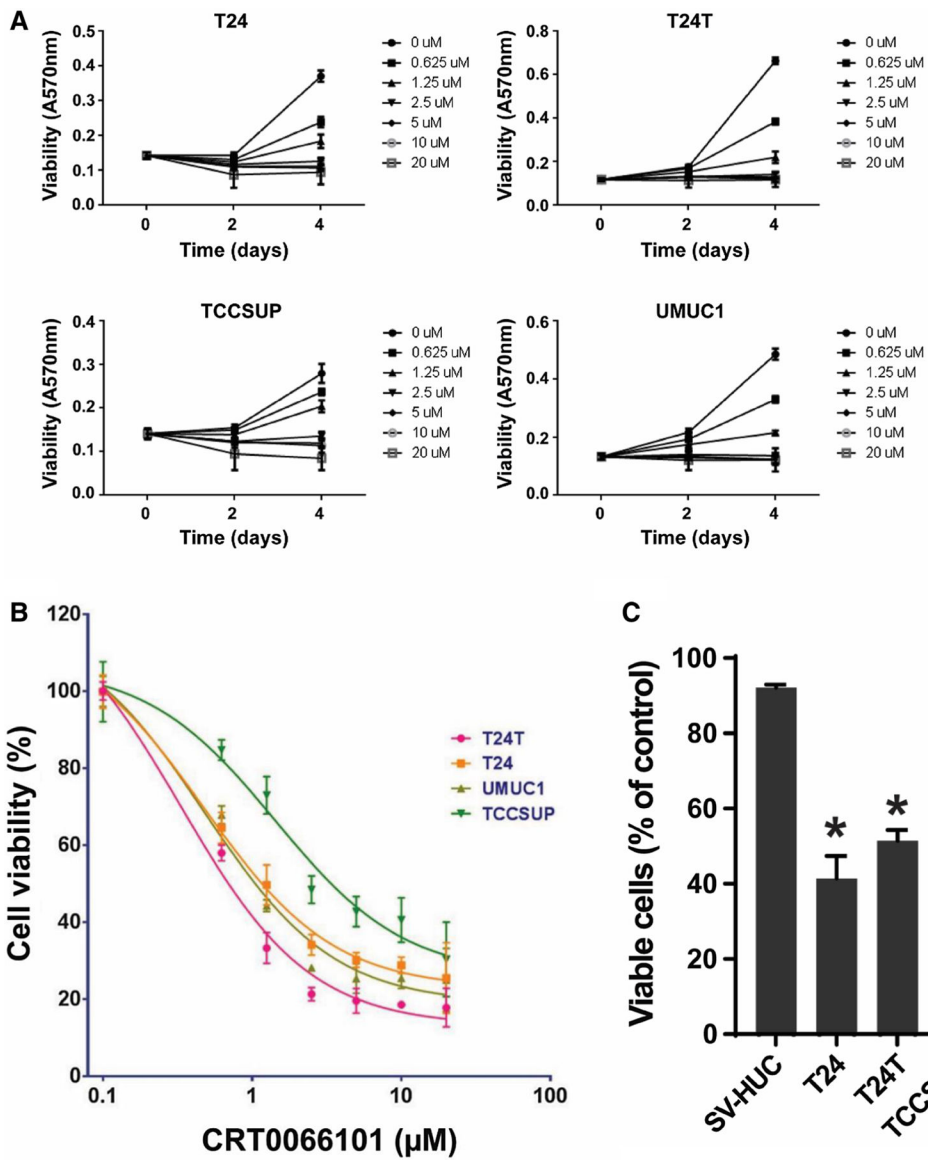 A
T24
Viability (A570nm)
0.5
0.4
0.3
0.2
0.1
0.0
0
2
4
Time (days)
0 uM
0.625 uM
1.25 uM
2.5 uM
5 uM
10 uM
20 uM
T24T
Viability (A570nm)
0.8
0.6
0.4
0.2
0.0
0
2
4
Time (days)
0 uM
0.625 uM
1.25 uM
2.5 uM
5 uM
10 uM
20 uM
TCCSUP
Viability (A570nm)
0.4
0.3
0.2
0.1
0.0
0
2
4
Time (days)
0 uM
0.625 uM
1.25 uM
2.5 uM
5 uM
10 uM
20 uM
UMUC1
Viability (A570nm)
0.6
0.4
0.2
0.0
0
2
4
Time (days)
0 uM
0.625 uM
1.25 uM
2.5 uM
5 uM
10 uM
20 uM
B
Cell viability (%)
120
100
80
60
40
20
0
0.1
1
10
100
CRT0066101 (µM)
T24T
T24
UMUC1
TCCSUP
C
Viable cells (% of control)
100
80
60
40
20
0
*
*
SV-HUC
T24
T24T